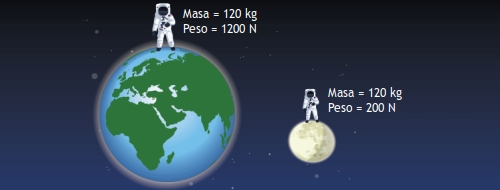 Masa = 120 kg
Peso = 1200 N
Masa = 120 kg
Peso = 200 N